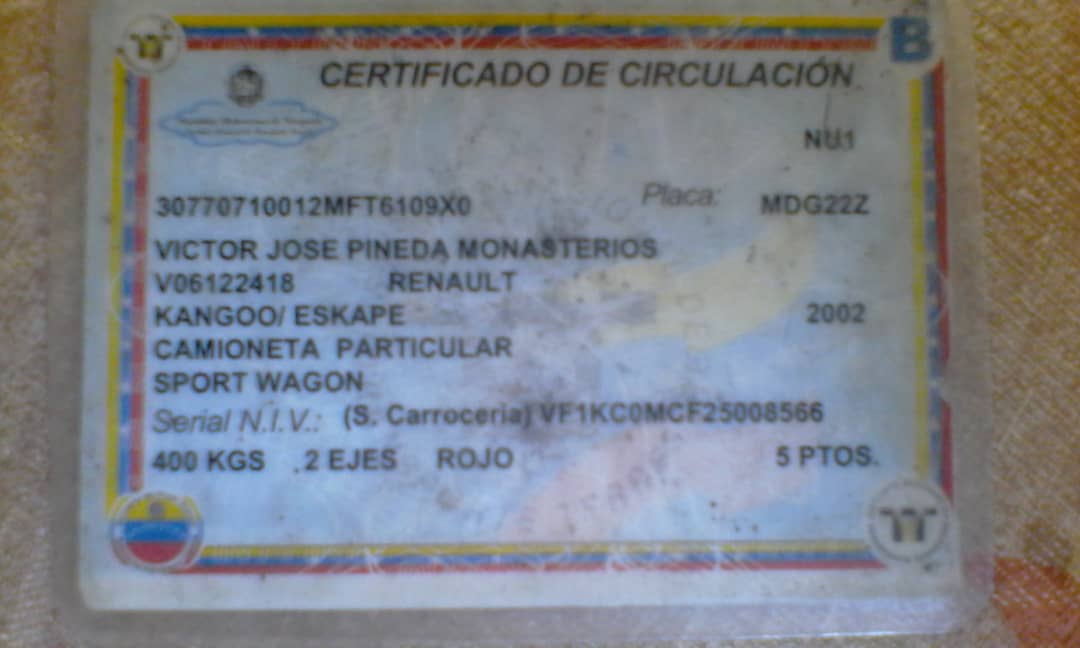 B
CERTIFICADO DE CIRCULACIÓN
NU1
30770710012MFT6109X0 Placa: MDG22Z
VICTOR JOSE PINEDA MONASTERIOS
V06122418 RENAULT
KANGOO/ ESKAPE 2002
CAMIONETA PARTICULAR
SPORT WAGON
Serial N.I.V.: (S. Carroceria) VF1KC0MCF25008566
400 KGS .2 EJES ROJO 5 PTOS.